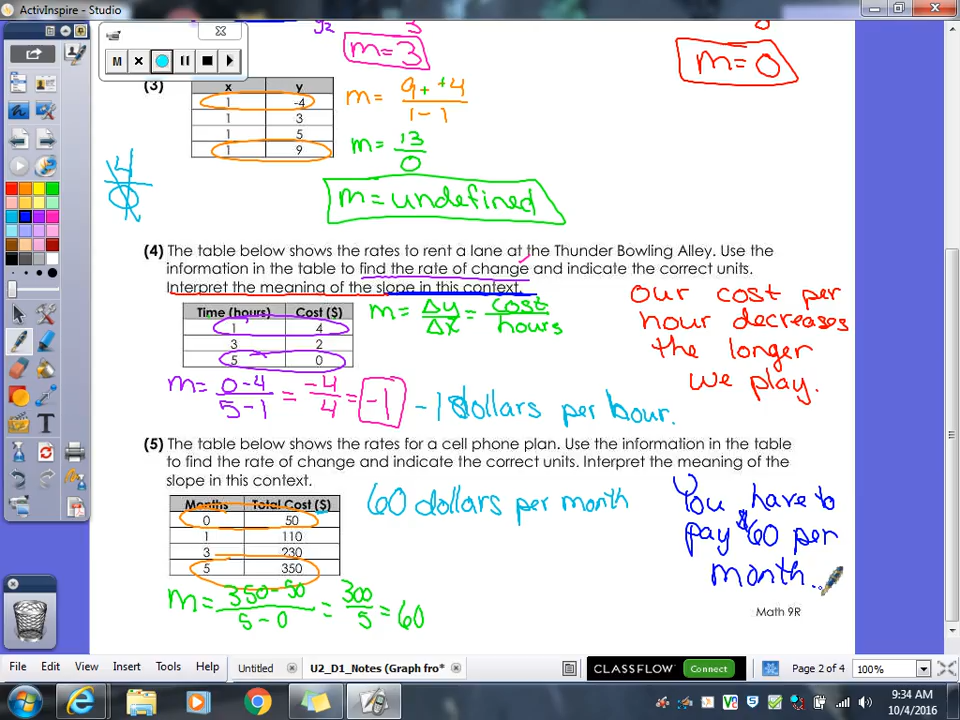 ActivInspire - Studio
y2
3
m=3
0
m=0
M
(3)
x y
1 -4
1 3
1 5
1 9
m= 9+ +4
1-1
m= 13
0
m=undefined
14
0
(4) The table below shows the rates to rent a lane at the Thunder Bowling Alley. Use the
information in the table to find the rate of change and indicate the correct units.
Interpret the meaning of the slope in this context.
Time (hours) Cost ($)
1 4
3 2
5 0
m= Δy = cost
Δx hours
Our cost per
hour decreases
the longer
we play.
m= 0-4 = -4 = -1
5-1 4
-1 dollars per hour.
(5) The table below shows the rates for a cell phone plan. Use the information in the table
to find the rate of change and indicate the correct units. Interpret the meaning of the
slope in this context.
Months Total Cost ($)
0 50
1 110
3 230
5 350
60 dollars per month
You have to
pay $60 per
month.
m= 350-50 = 300 = 60
5-0 5
Math 9R
File Edit View Insert Tools Help Untitled U2_D1_Notes (Graph fro* CLASSFLOW Connect Page 2 of 4 100%
9:34 AM
10/4/2016